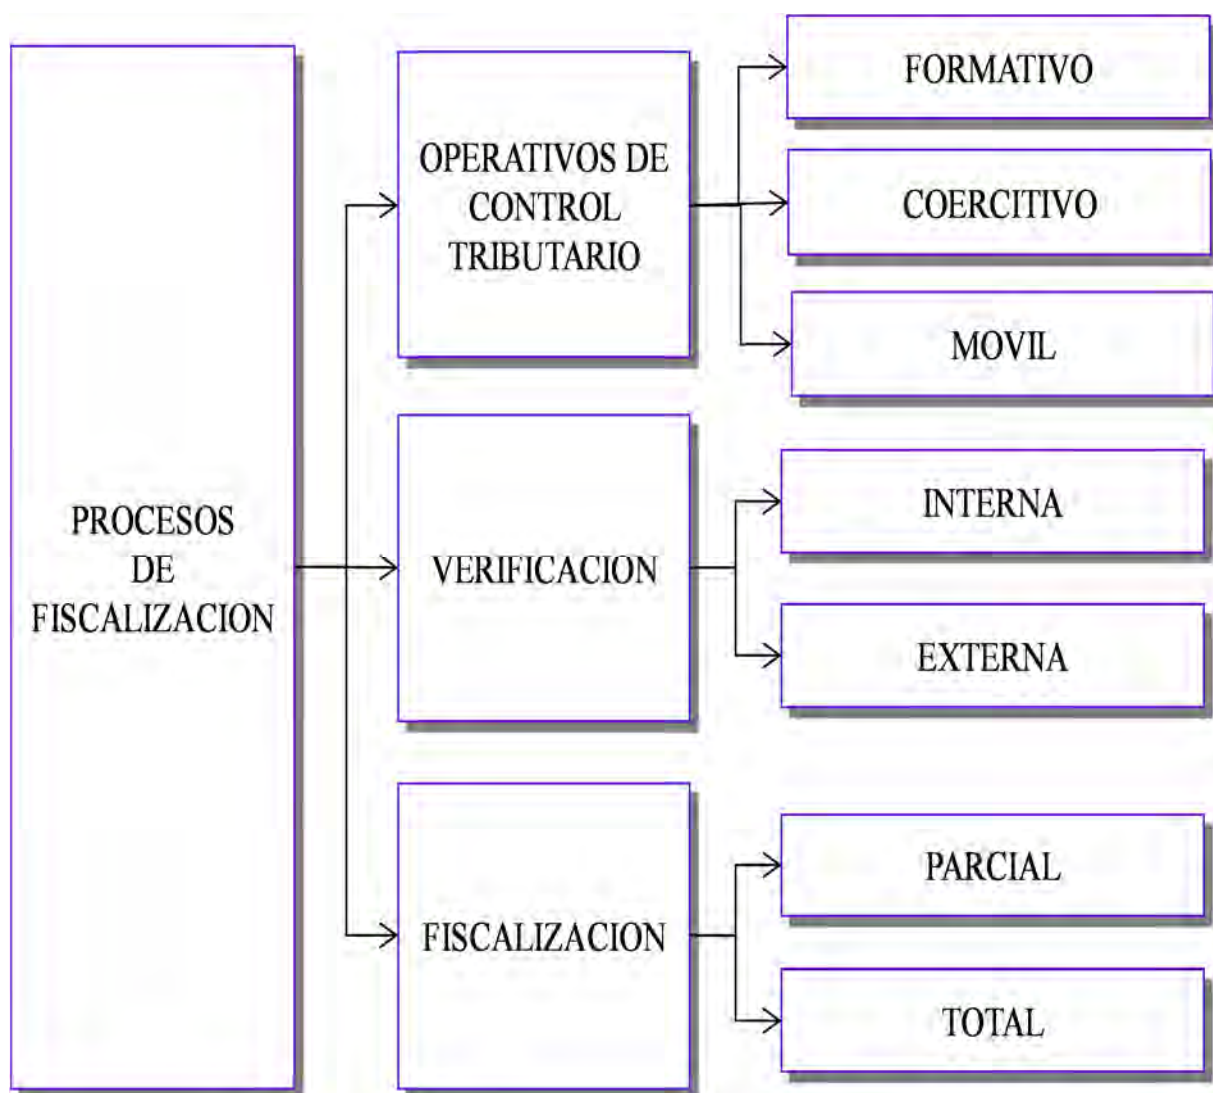 PROCESOS
DE
FISCALIZACION
OPERATIVOS DE
CONTROL
TRIBUTARIO
FORMATIVO
COERCITIVO
MOVIL
VERIFICACION
INTERNA
EXTERNA
FISCALIZACION
PARCIAL
TOTAL